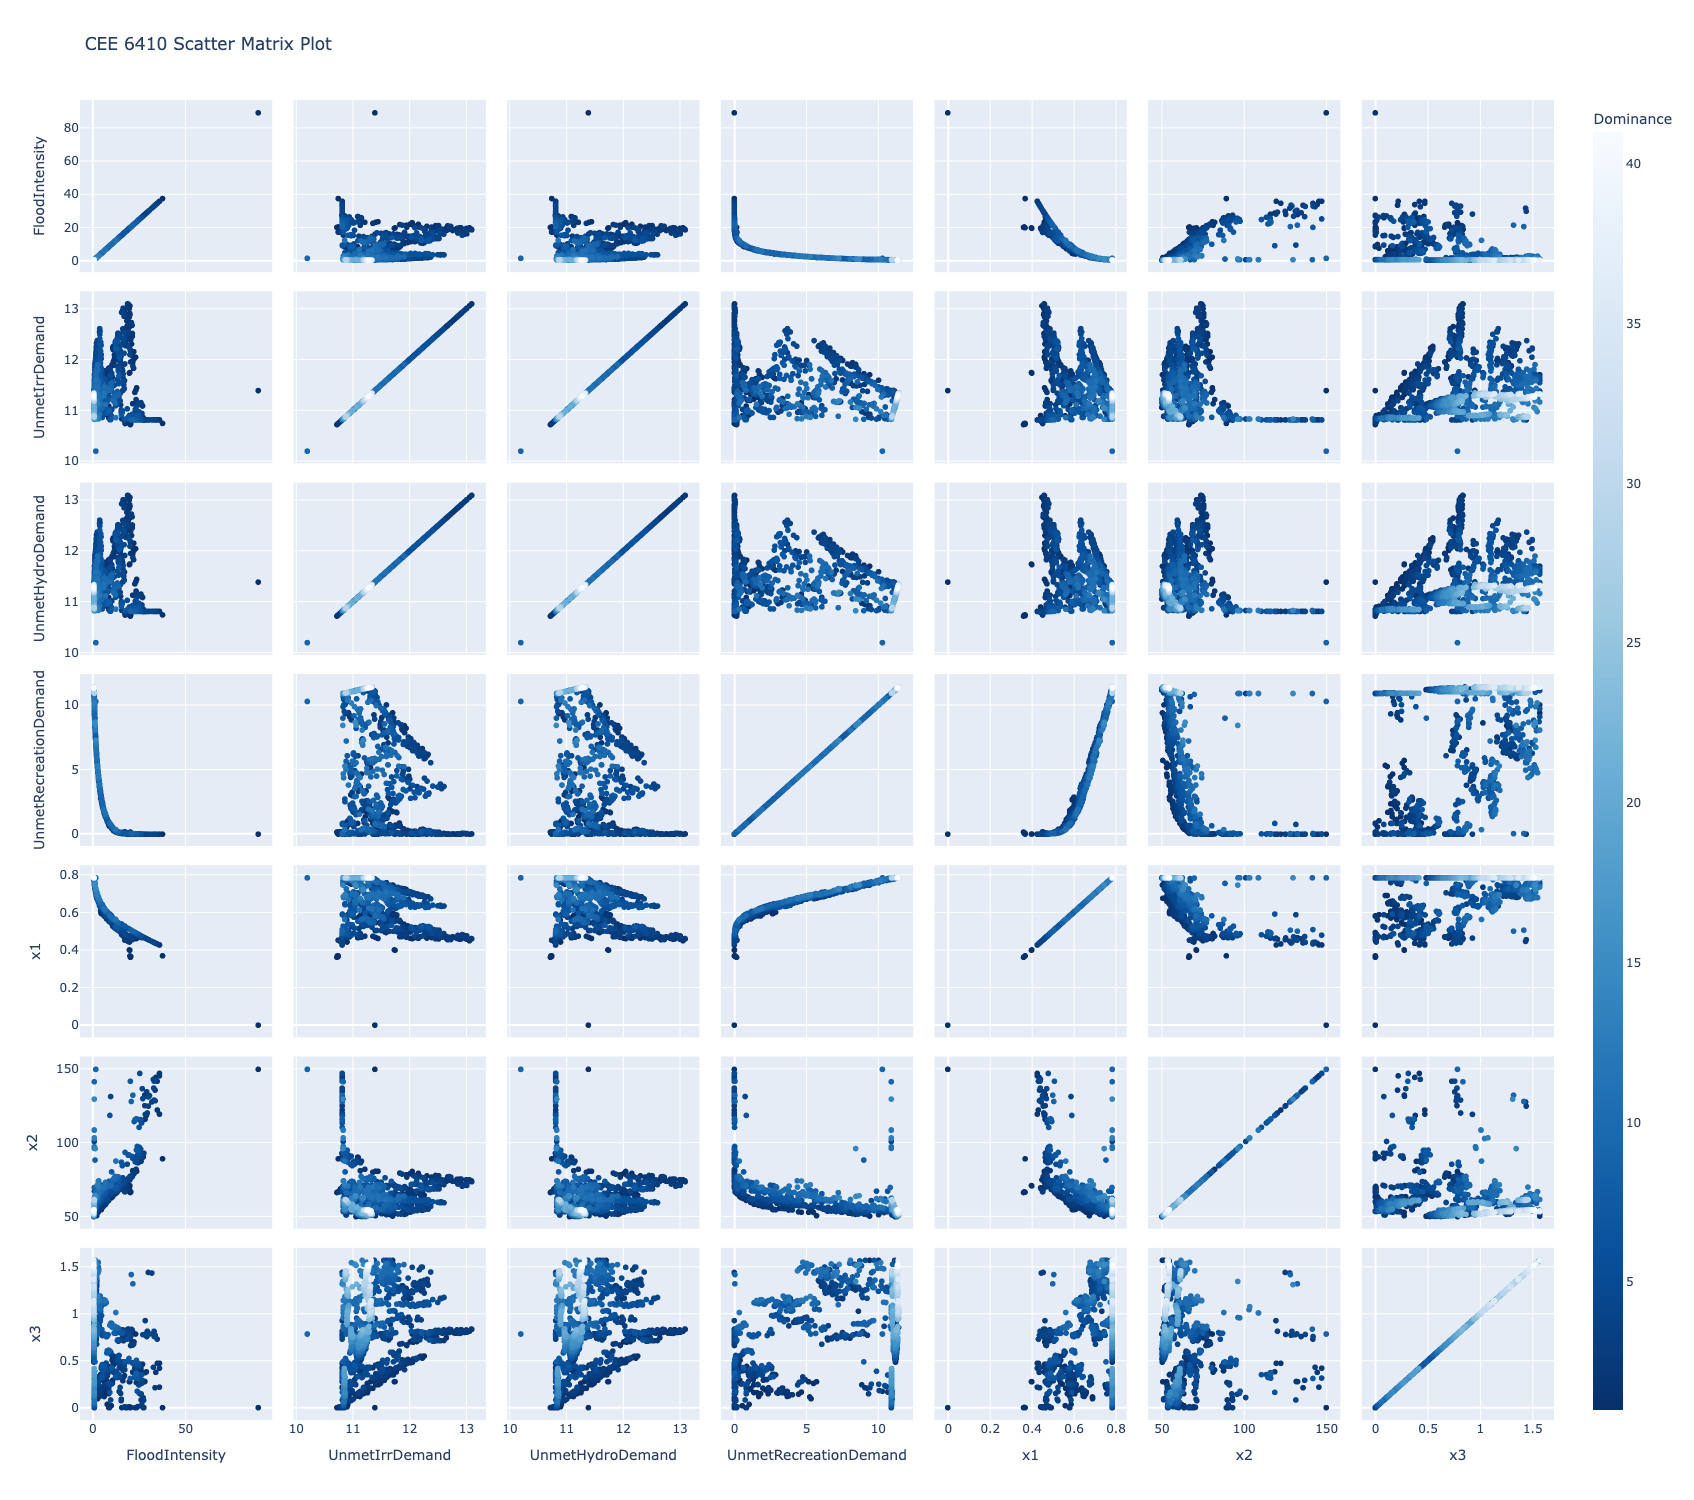 CEE 6410 Scatter Matrix Plot
Dominance
FloodIntensity
80
60
40
20
0
UnmetIrrDemand
13
12
11
10
UnmetHydroDemand
13
12
11
10
UnmetRecreationDemand
10
5
0
x1
0.8
0.6
0.4
0.2
0
x2
150
100
50
x3
1.5
1
0.5
0
0 50
10 11 12 13
10 11 12 13
0 5 10
0 0.2 0.4 0.6 0.8
50 100 150
0 0.5 1 1.5
FloodIntensity
UnmetIrrDemand
UnmetHydroDemand
UnmetRecreationDemand
x1
x2
x3
40
35
30
25
20
15
10
5